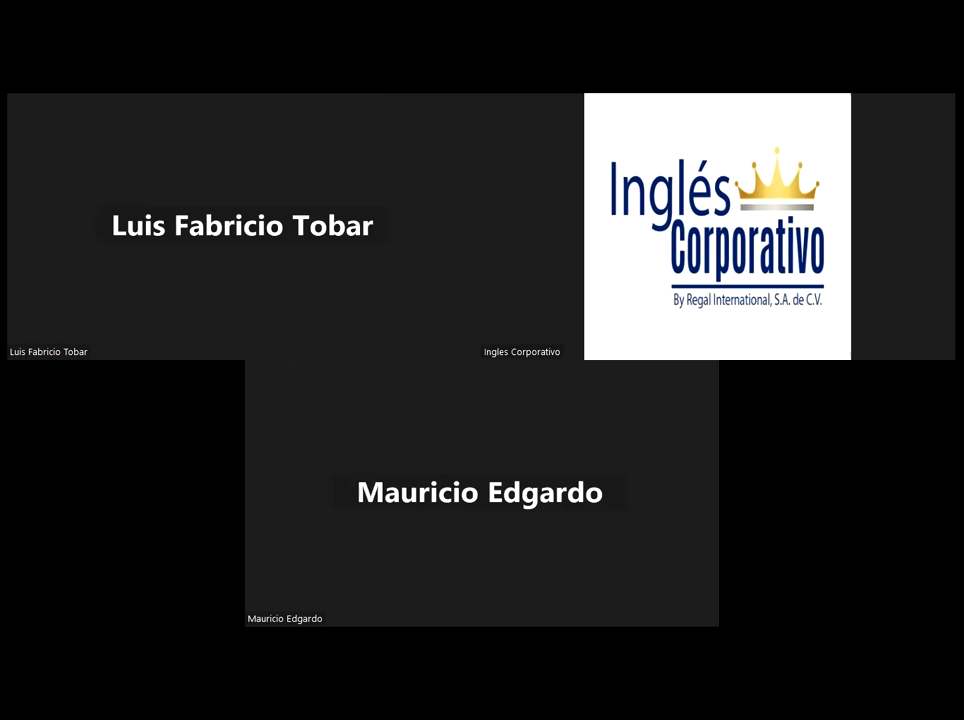 Luis Fabricio Tobar
Luis Fabricio Tobar
Inglés
Corporativo
By Regal International, S.A. de C.V.
Ingles Corporativo
Mauricio Edgardo
Mauricio Edgardo